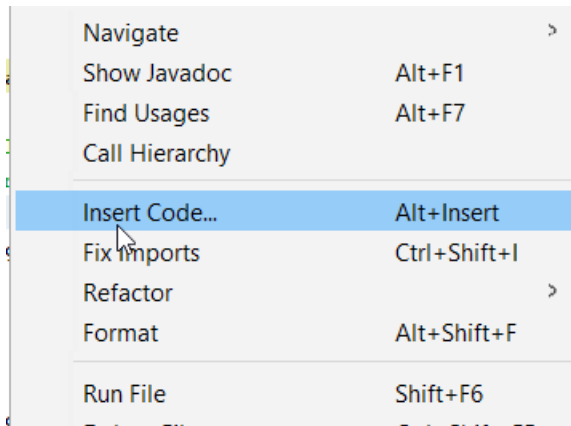 Navigate
Show Javadoc Alt+F1
Find Usages Alt+F7
Call Hierarchy
Insert Code... Alt+Insert
Fix Imports Ctrl+Shift+I
Refactor
Format Alt+Shift+F
Run File Shift+F6